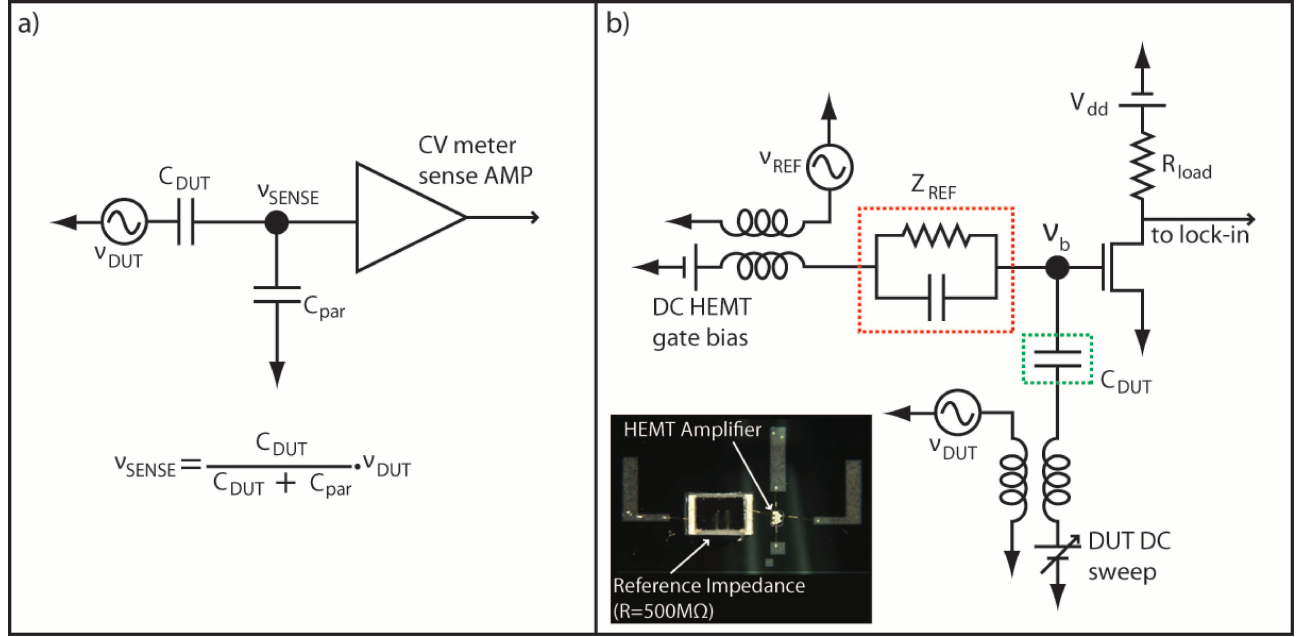 a)
C_DUT
ν_SENSE
CV meter
sense AMP
ν_DUT
C_par
ν_SENSE = C_DUT / (C_DUT + C_par) · ν_DUT
b)
V_dd
ν_REF
R_load
Z_REF
to lock-in
ν_b
DC HEMT
gate bias
C_DUT
ν_DUT
HEMT Amplifier
DUT DC
sweep
Reference Impedance
(R=500MΩ)